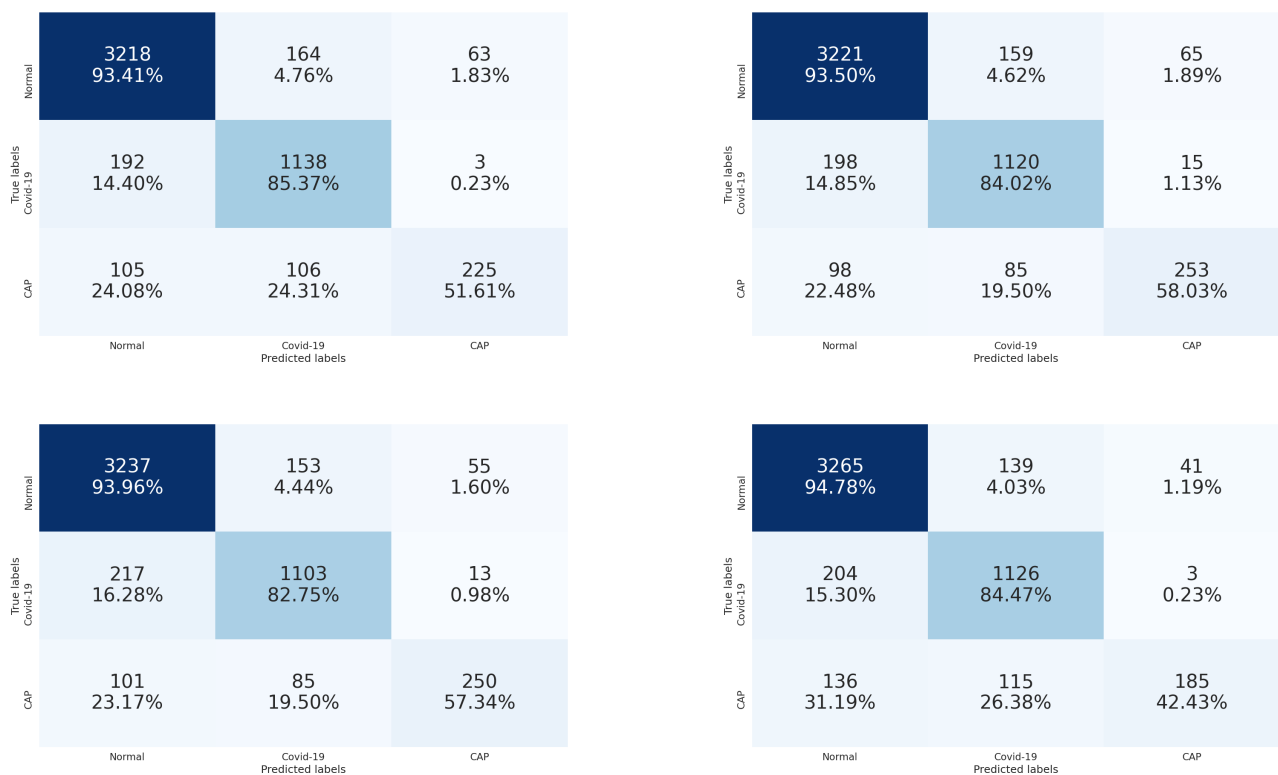 3218 164 63
93.41% 4.76% 1.83%
Normal
192 1138 3
14.40% 85.37% 0.23%
True labels
Covid-19
105 106 225
24.08% 24.31% 51.61%
CAP
Normal Covid-19 CAP
Predicted labels
3221 159 65
93.50% 4.62% 1.89%
Normal
198 1120 15
14.85% 84.02% 1.13%
True labels
Covid-19
98 85 253
22.48% 19.50% 58.03%
CAP
Normal Covid-19 CAP
Predicted labels
3237 153 55
93.96% 4.44% 1.60%
Normal
217 1103 13
16.28% 82.75% 0.98%
True labels
Covid-19
101 85 250
23.17% 19.50% 57.34%
CAP
Normal Covid-19 CAP
Predicted labels
3265 139 41
94.78% 4.03% 1.19%
Normal
204 1126 3
15.30% 84.47% 0.23%
True labels
Covid-19
136 115 185
31.19% 26.38% 42.43%
CAP
Normal Covid-19 CAP
Predicted labels